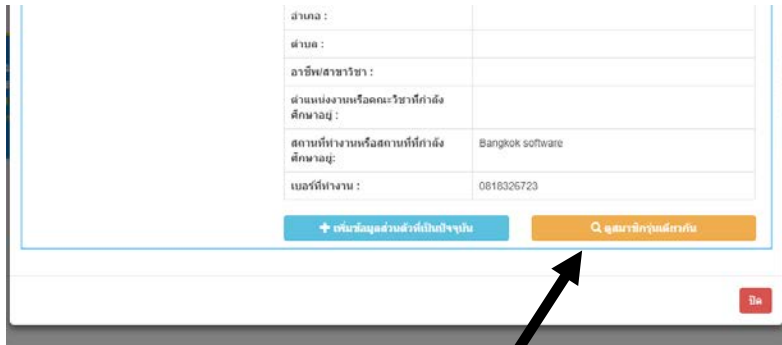 อำเภอ :
ตำบล :
อาชีพ/สาขาวิชา :
ตำแหน่งงานหรือคณะวิชาที่กำลัง
ศึกษาอยู่ :
สถานที่ทำงานหรือสถานที่ที่กำลัง
ศึกษาอยู่:
Bangkok software
เบอร์ที่ทำงาน :
0818326723
เพิ่มข้อมูลส่วนตัวที่เป็นปัจจุบัน
ดูสมาชิกรุ่นเดียวกัน
ปิด